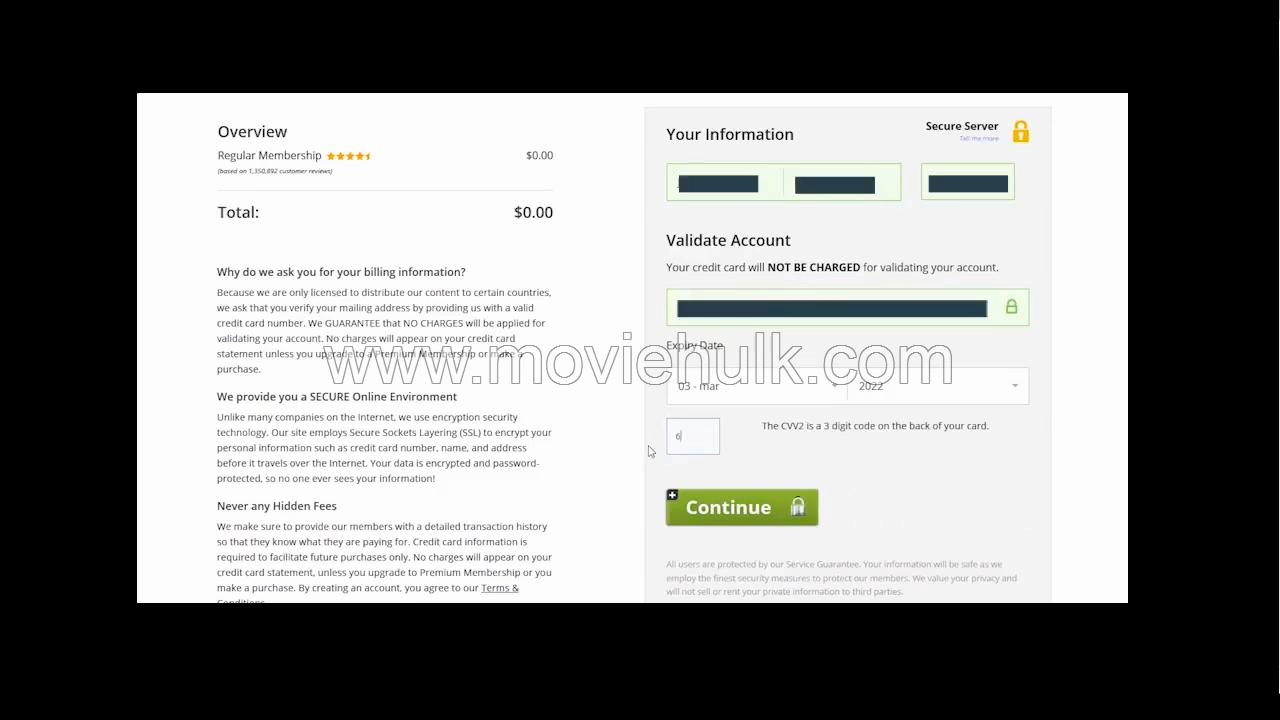 Overview
Regular Membership $0.00
(based on 1,350,892 customer reviews)
Total: $0.00
Why do we ask you for your billing information?
Because we are only licensed to distribute our content to certain countries,
we ask that you verify your mailing address by providing us with a valid
credit card number. We GUARANTEE that NO CHARGES will be applied for
validating your account. No charges will appear on your credit card
statement unless you upgrade to a Premium Membership or make a
purchase.
We provide you a SECURE Online Environment
Unlike many companies on the Internet, we use encryption security
technology. Our site employs Secure Sockets Layering (SSL) to encrypt your
personal information such as credit card number, name, and address
before it travels over the Internet. Your data is encrypted and password-
protected, so no one ever sees your information!
Never any Hidden Fees
We make sure to provide our members with a detailed transaction history
so that they know what they are paying for. Credit card information is
required to facilitate future purchases only. No charges will appear on your
credit card statement, unless you upgrade to Premium Membership or you
make a purchase. By creating an account, you agree to our Terms &
Conditions
Your Information
Secure Server
Tell me more
Validate Account
Your credit card will NOT BE CHARGED for validating your account.
Expiry Date
03 - mar 2022
6
The CVV2 is a 3 digit code on the back of your card.
Continue
All users are protected by our Service Guarantee. Your information will be safe as we
employ the finest security measures to protect our members. We value your privacy and
will not sell or rent your private information to third parties.
www.moviehulk.com